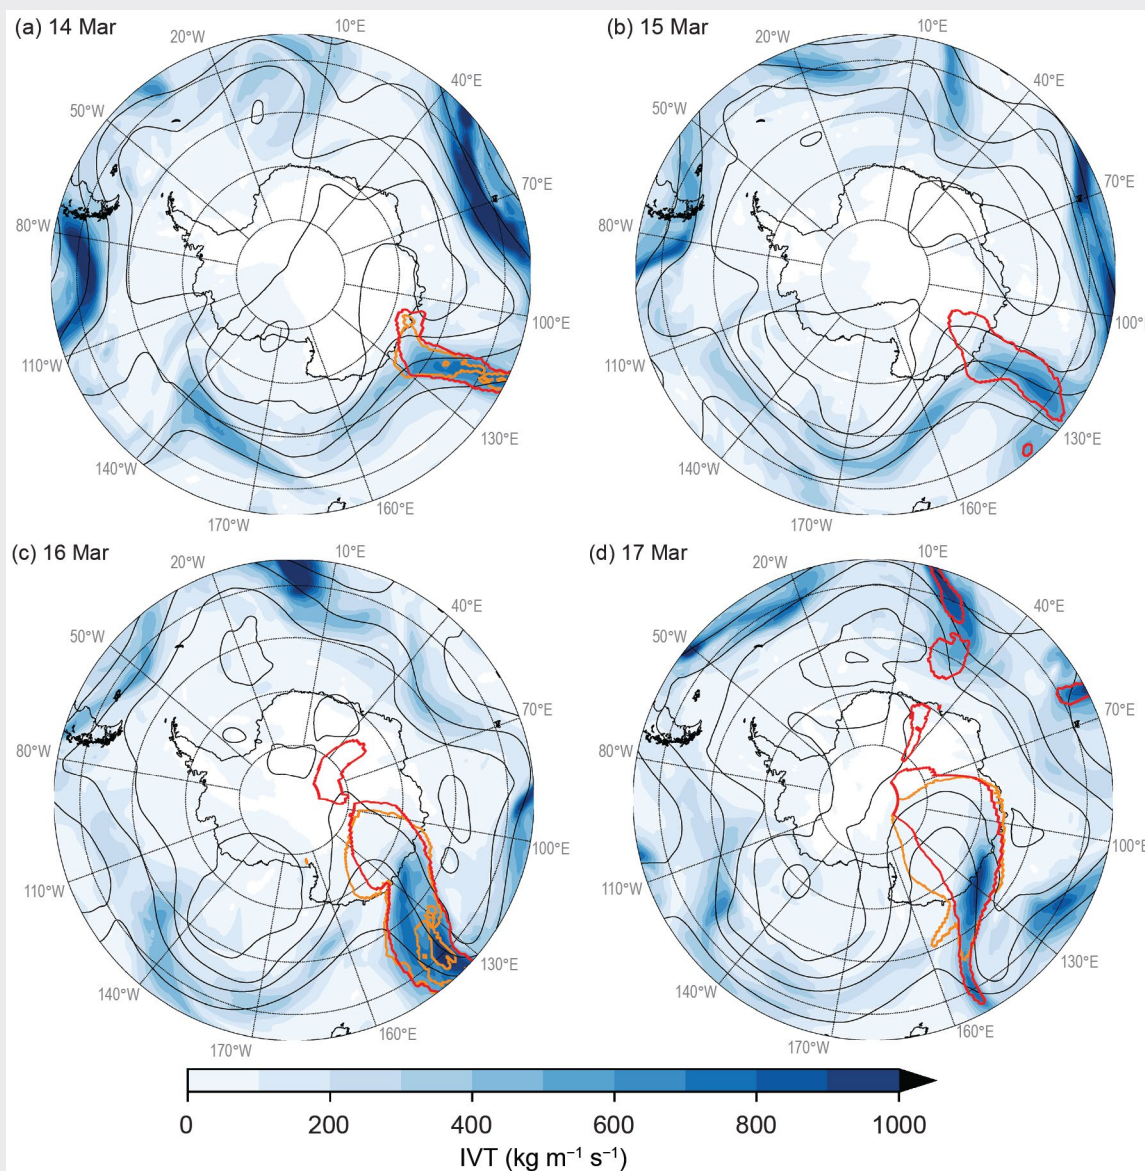 (a) 14 Mar
20°W
10°E
40°E
50°W
70°E
80°W
100°E
110°W
130°E
140°W
160°E
170°W
(b) 15 Mar
20°W
10°E
40°E
50°W
70°E
80°W
100°
110°W
130°E
140°W
160°E
170°W
(c) 16 Mar
20°W
10°E
40°E
50°W
70°E
80°W
100°E
110°W
130°E
140°W
160°E
170°W
(d) 17 Mar
20°W
10°E
40°E
50°W
70°E
80°W
100°E
110°W
130°E
140°W
160°E
170°W
0 200 400 600 800 1000
IVT (kg m⁻¹ s⁻¹)